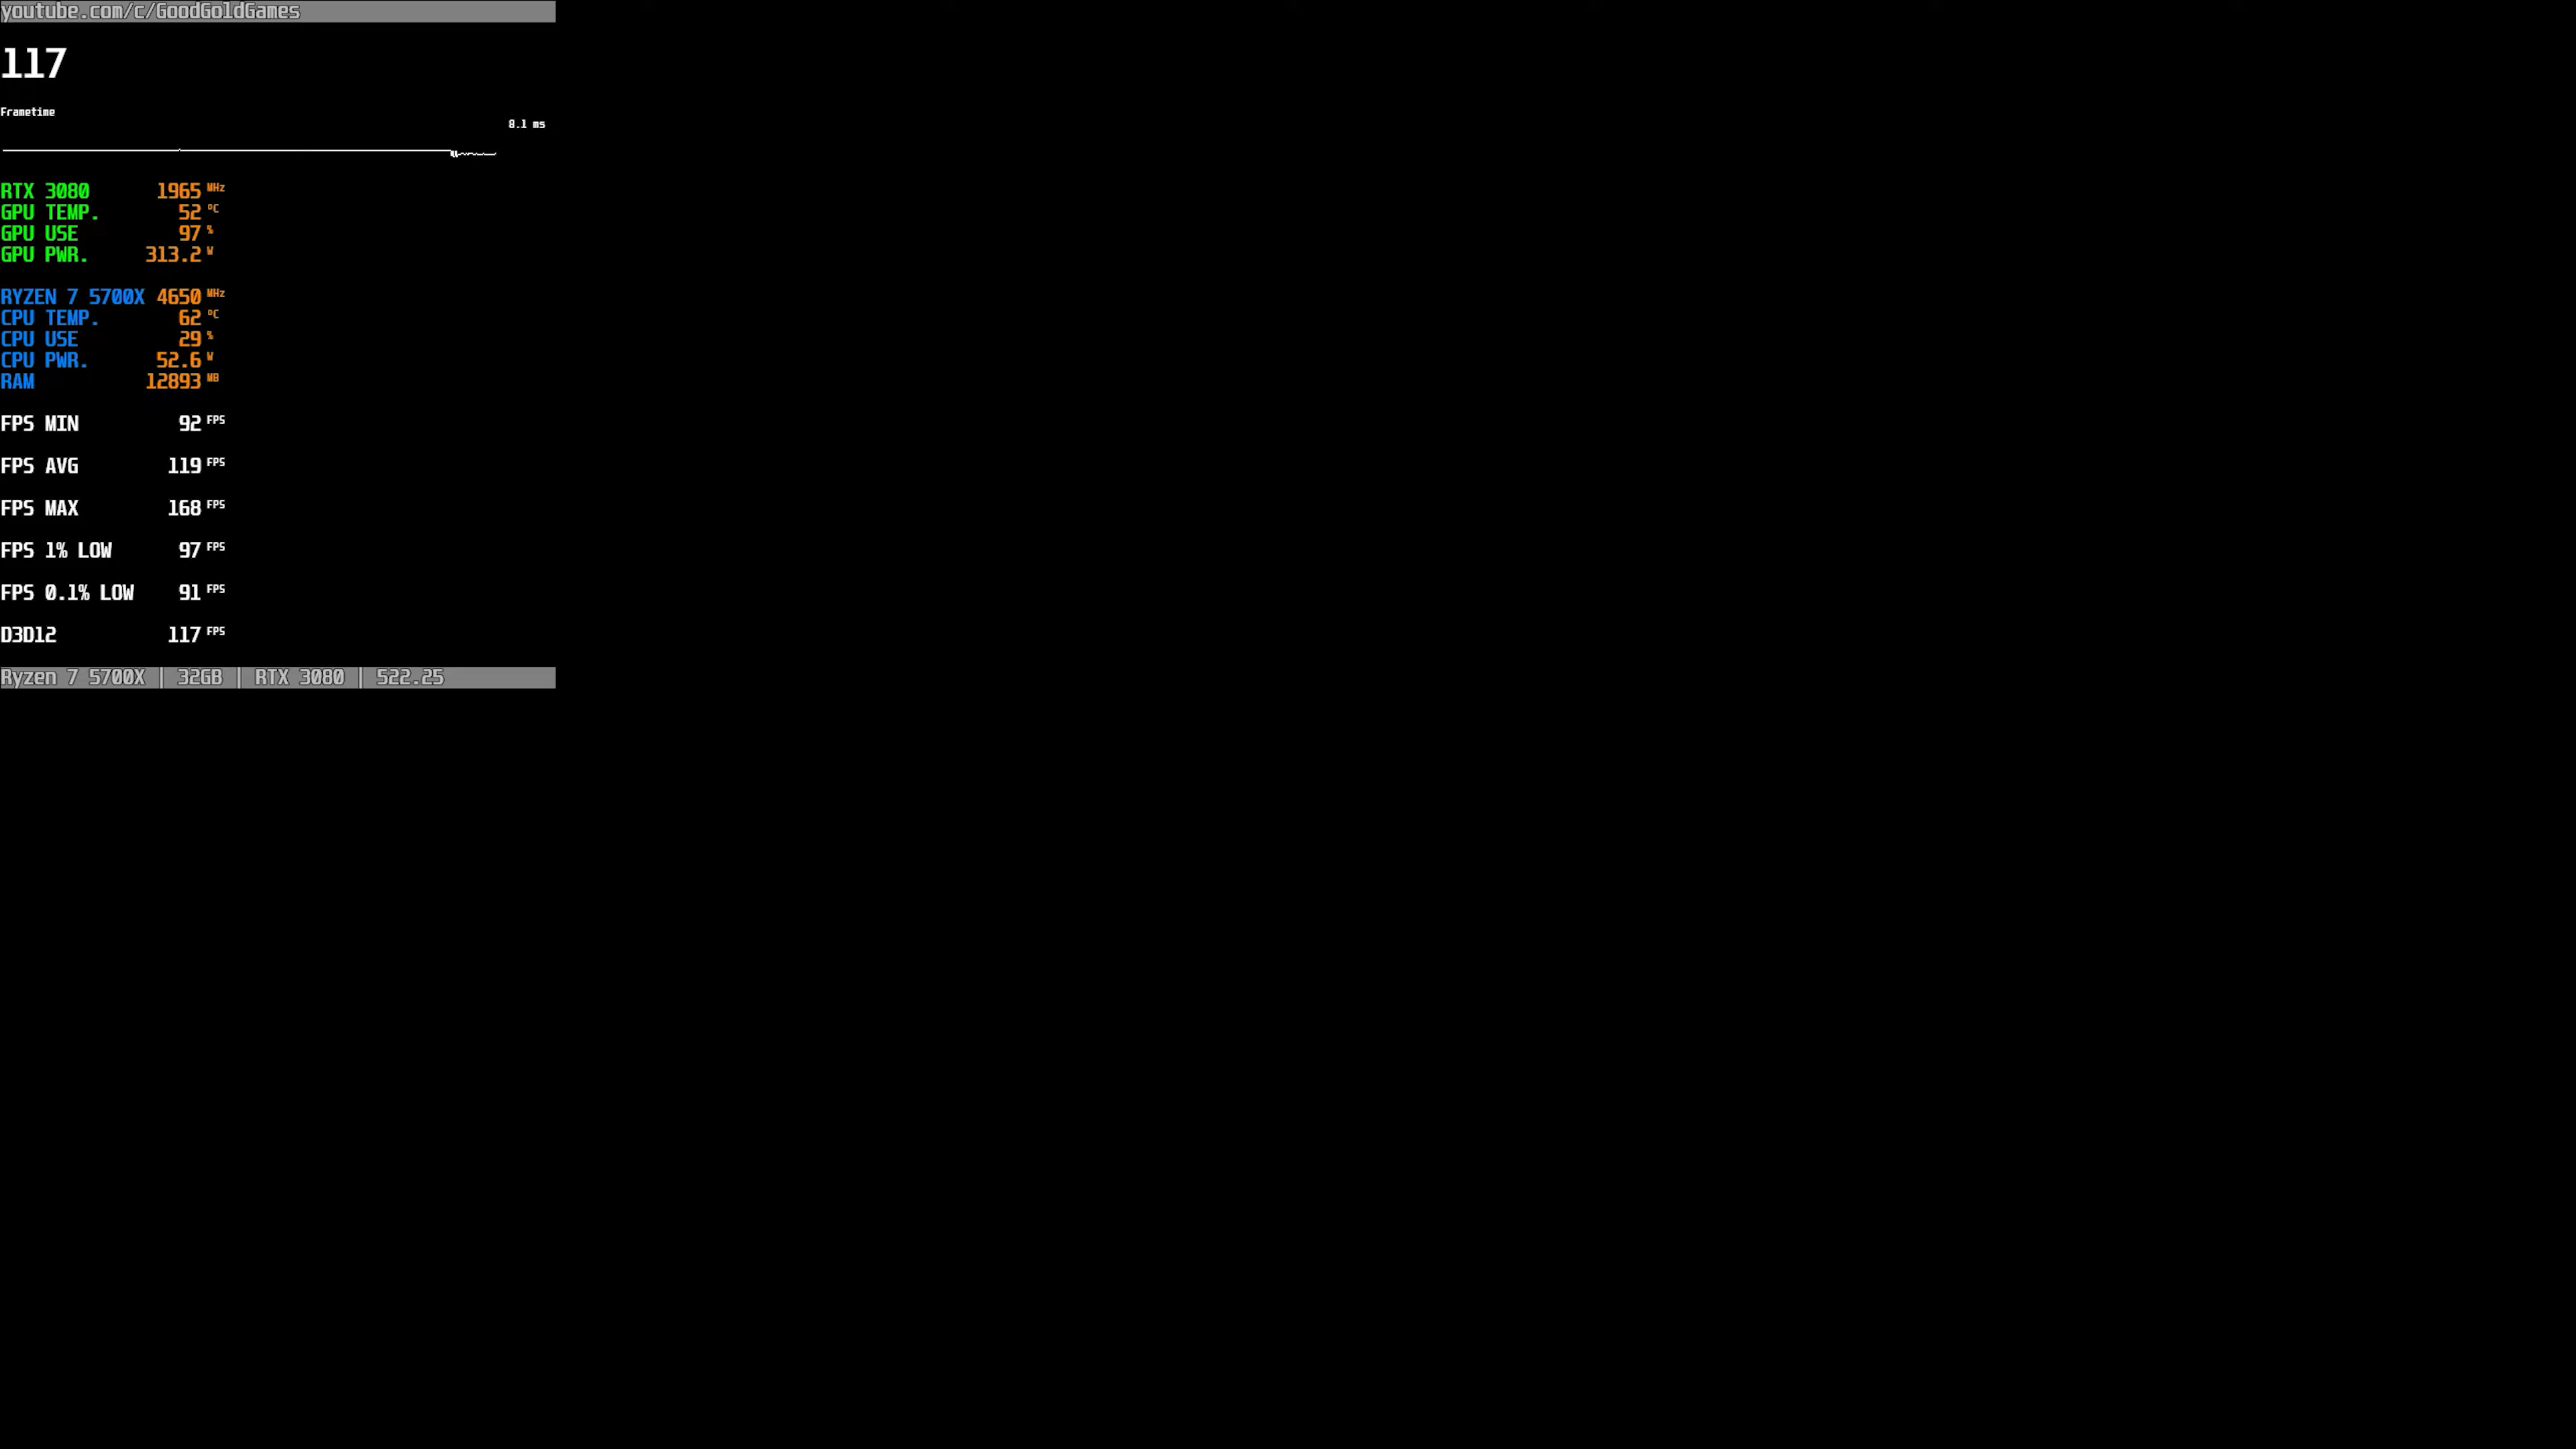 youtube.com/c/GoodGoldGames
117
Frametime
8.1 ms
RTX 3080 1965 MHz
GPU TEMP. 52 °C
GPU USE 97 %
GPU PWR. 313.2 W
RYZEN 7 5700X 4650 MHz
CPU TEMP. 62 °C
CPU USE 29 %
CPU PWR. 52.6 W
RAM 12893 MB
FPS MIN 92 FPS
FPS AVG 119 FPS
FPS MAX 168 FPS
FPS 1% LOW 97 FPS
FPS 0.1% LOW 91 FPS
D3D12 117 FPS
Ryzen 7 5700X | 32GB | RTX 3080 | 522.25